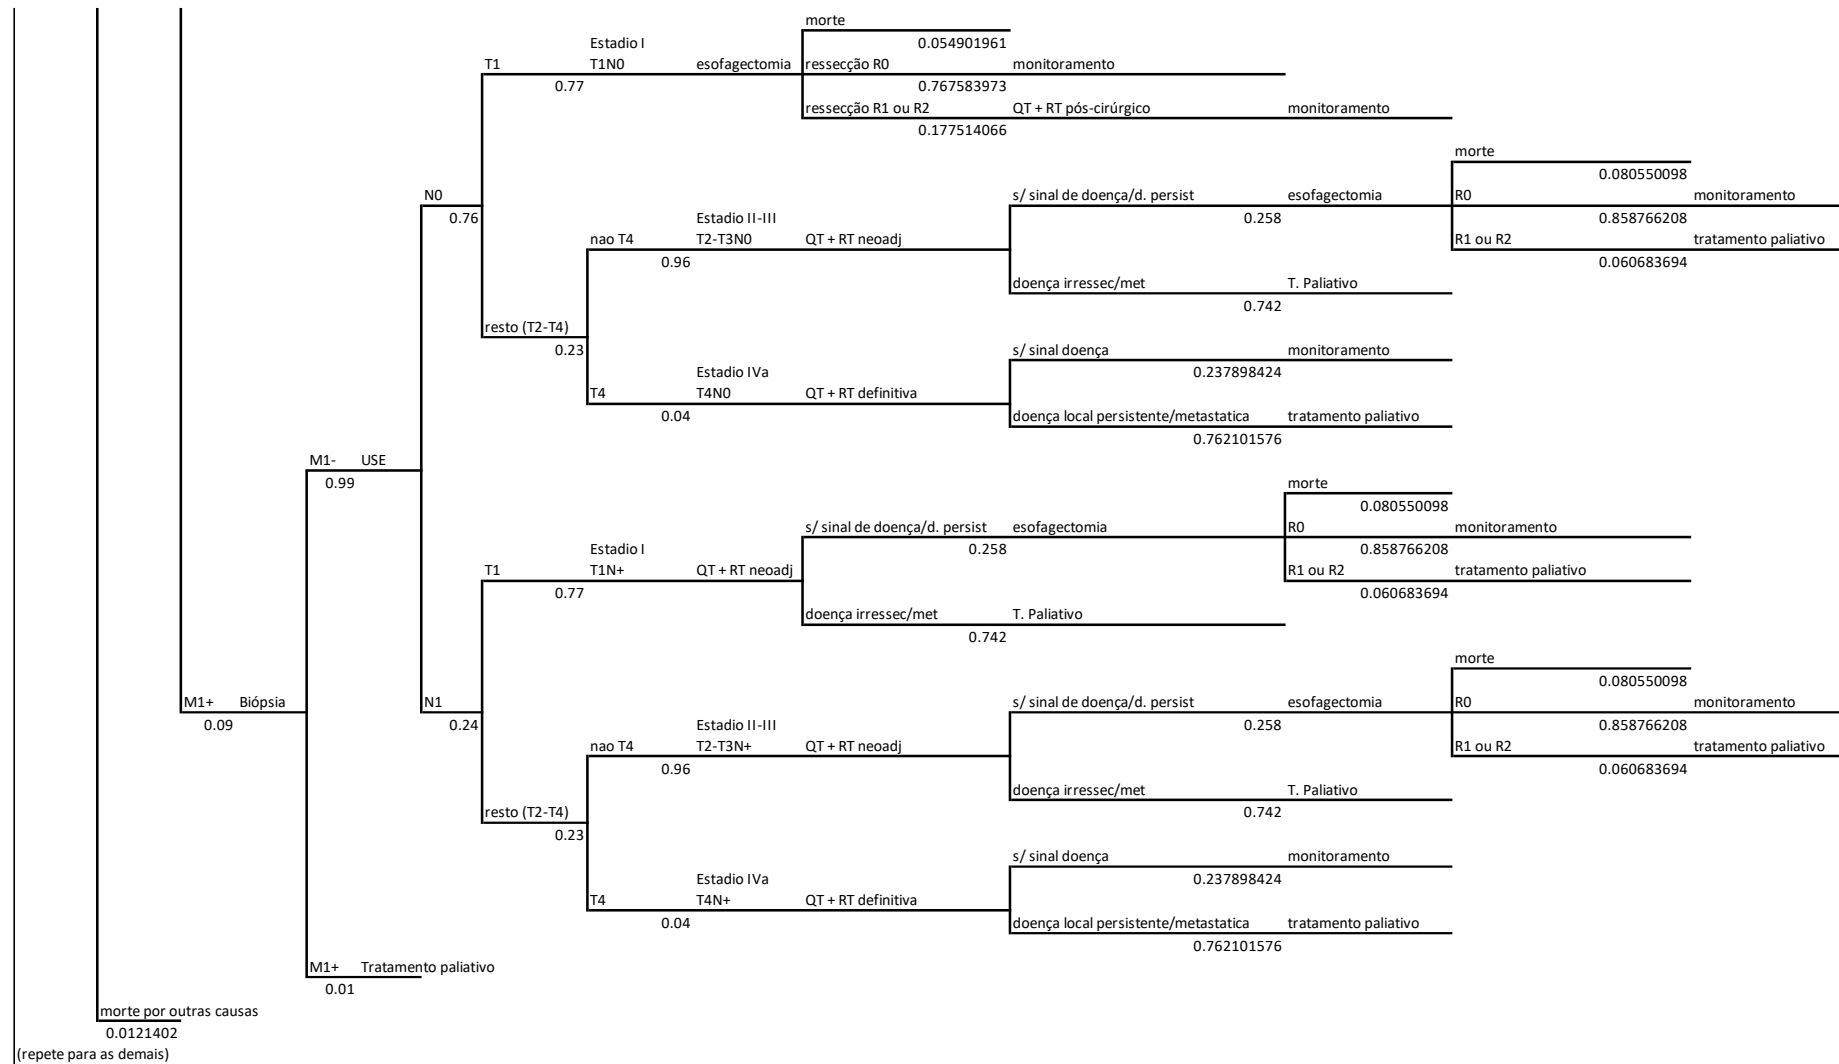 morte
0.054901961
Estadio I
T1 T1N0 esofagectomia ressecção R0 monitoramento
0.77 0.767583973
ressecção R1 ou R2 QT + RT pós-cirúrgico monitoramento
0.177514066
morte
0.080550098
N0 s/ sinal de doença/d. persist esofagectomia R0 monitoramento
0.76 0.258 0.858766208
Estadio II-III
nao T4 T2-T3N0 QT + RT neoadj R1 ou R2 tratamento paliativo
0.96 0.060683694
doença irressec/met T. Paliativo
0.742
resto (T2-T4)
0.23
s/ sinal doença monitoramento
0.237898424
Estadio IVa
T4 T4N0 QT + RT definitiva
0.04
doença local persistente/metastatica tratamento paliativo
0.762101576
M1- USE
0.99
morte
0.080550098
s/ sinal de doença/d. persist esofagectomia R0 monitoramento
0.258 0.858766208
Estadio I
T1 T1N+ QT + RT neoadj R1 ou R2 tratamento paliativo
0.77 0.060683694
doença irressec/met T. Paliativo
0.742
morte
0.080550098
M1+ Biópsia N1 s/ sinal de doença/d. persist esofagectomia R0 monitoramento
0.09 0.24 0.258 0.858766208
Estadio II-III
nao T4 T2-T3N+ QT + RT neoadj R1 ou R2 tratamento paliativo
0.96 0.060683694
doença irressec/met T. Paliativo
0.742
resto (T2-T4)
0.23
s/ sinal doença monitoramento
0.237898424
Estadio IVa
T4 T4N+ QT + RT definitiva
0.04
doença local persistente/metastatica tratamento paliativo
0.762101576
M1+ Tratamento paliativo
0.01
morte por outras causas
0.0121402
(repete para as demais)